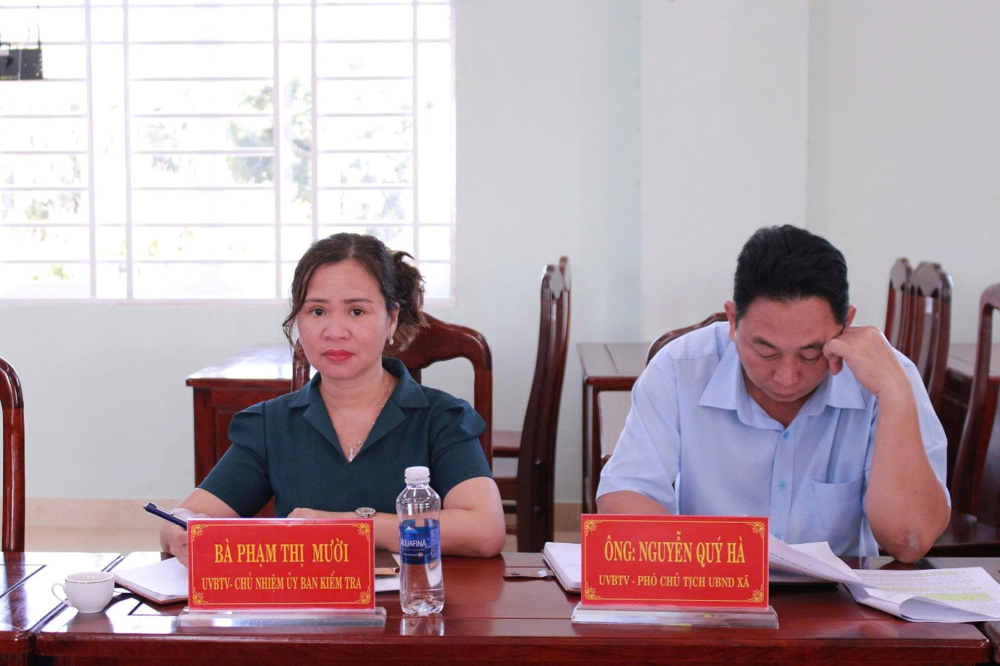 BÀ PHẠM THỊ MƯỜI
UVBTV- CHỦ NHIỆM ỦY BAN KIỂM TRA
AQUAFINA
ÔNG: NGUYỄN QUÝ HÀ
UVBTV - PHÓ CHỦ TỊCH UBND XÃ